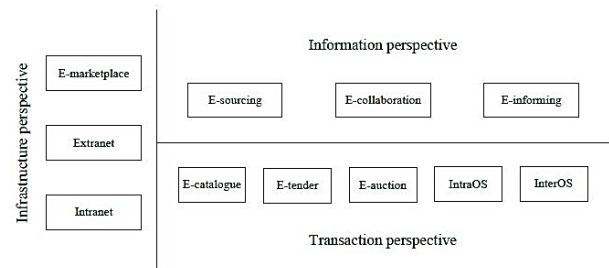 Infrastructure perspective
E-marketplace
Extranet
Intranet
Information perspective
E-sourcing
E-collaboration
E-informing
E-catalogue
E-tender
E-auction
IntraOS
InterOS
Transaction perspective